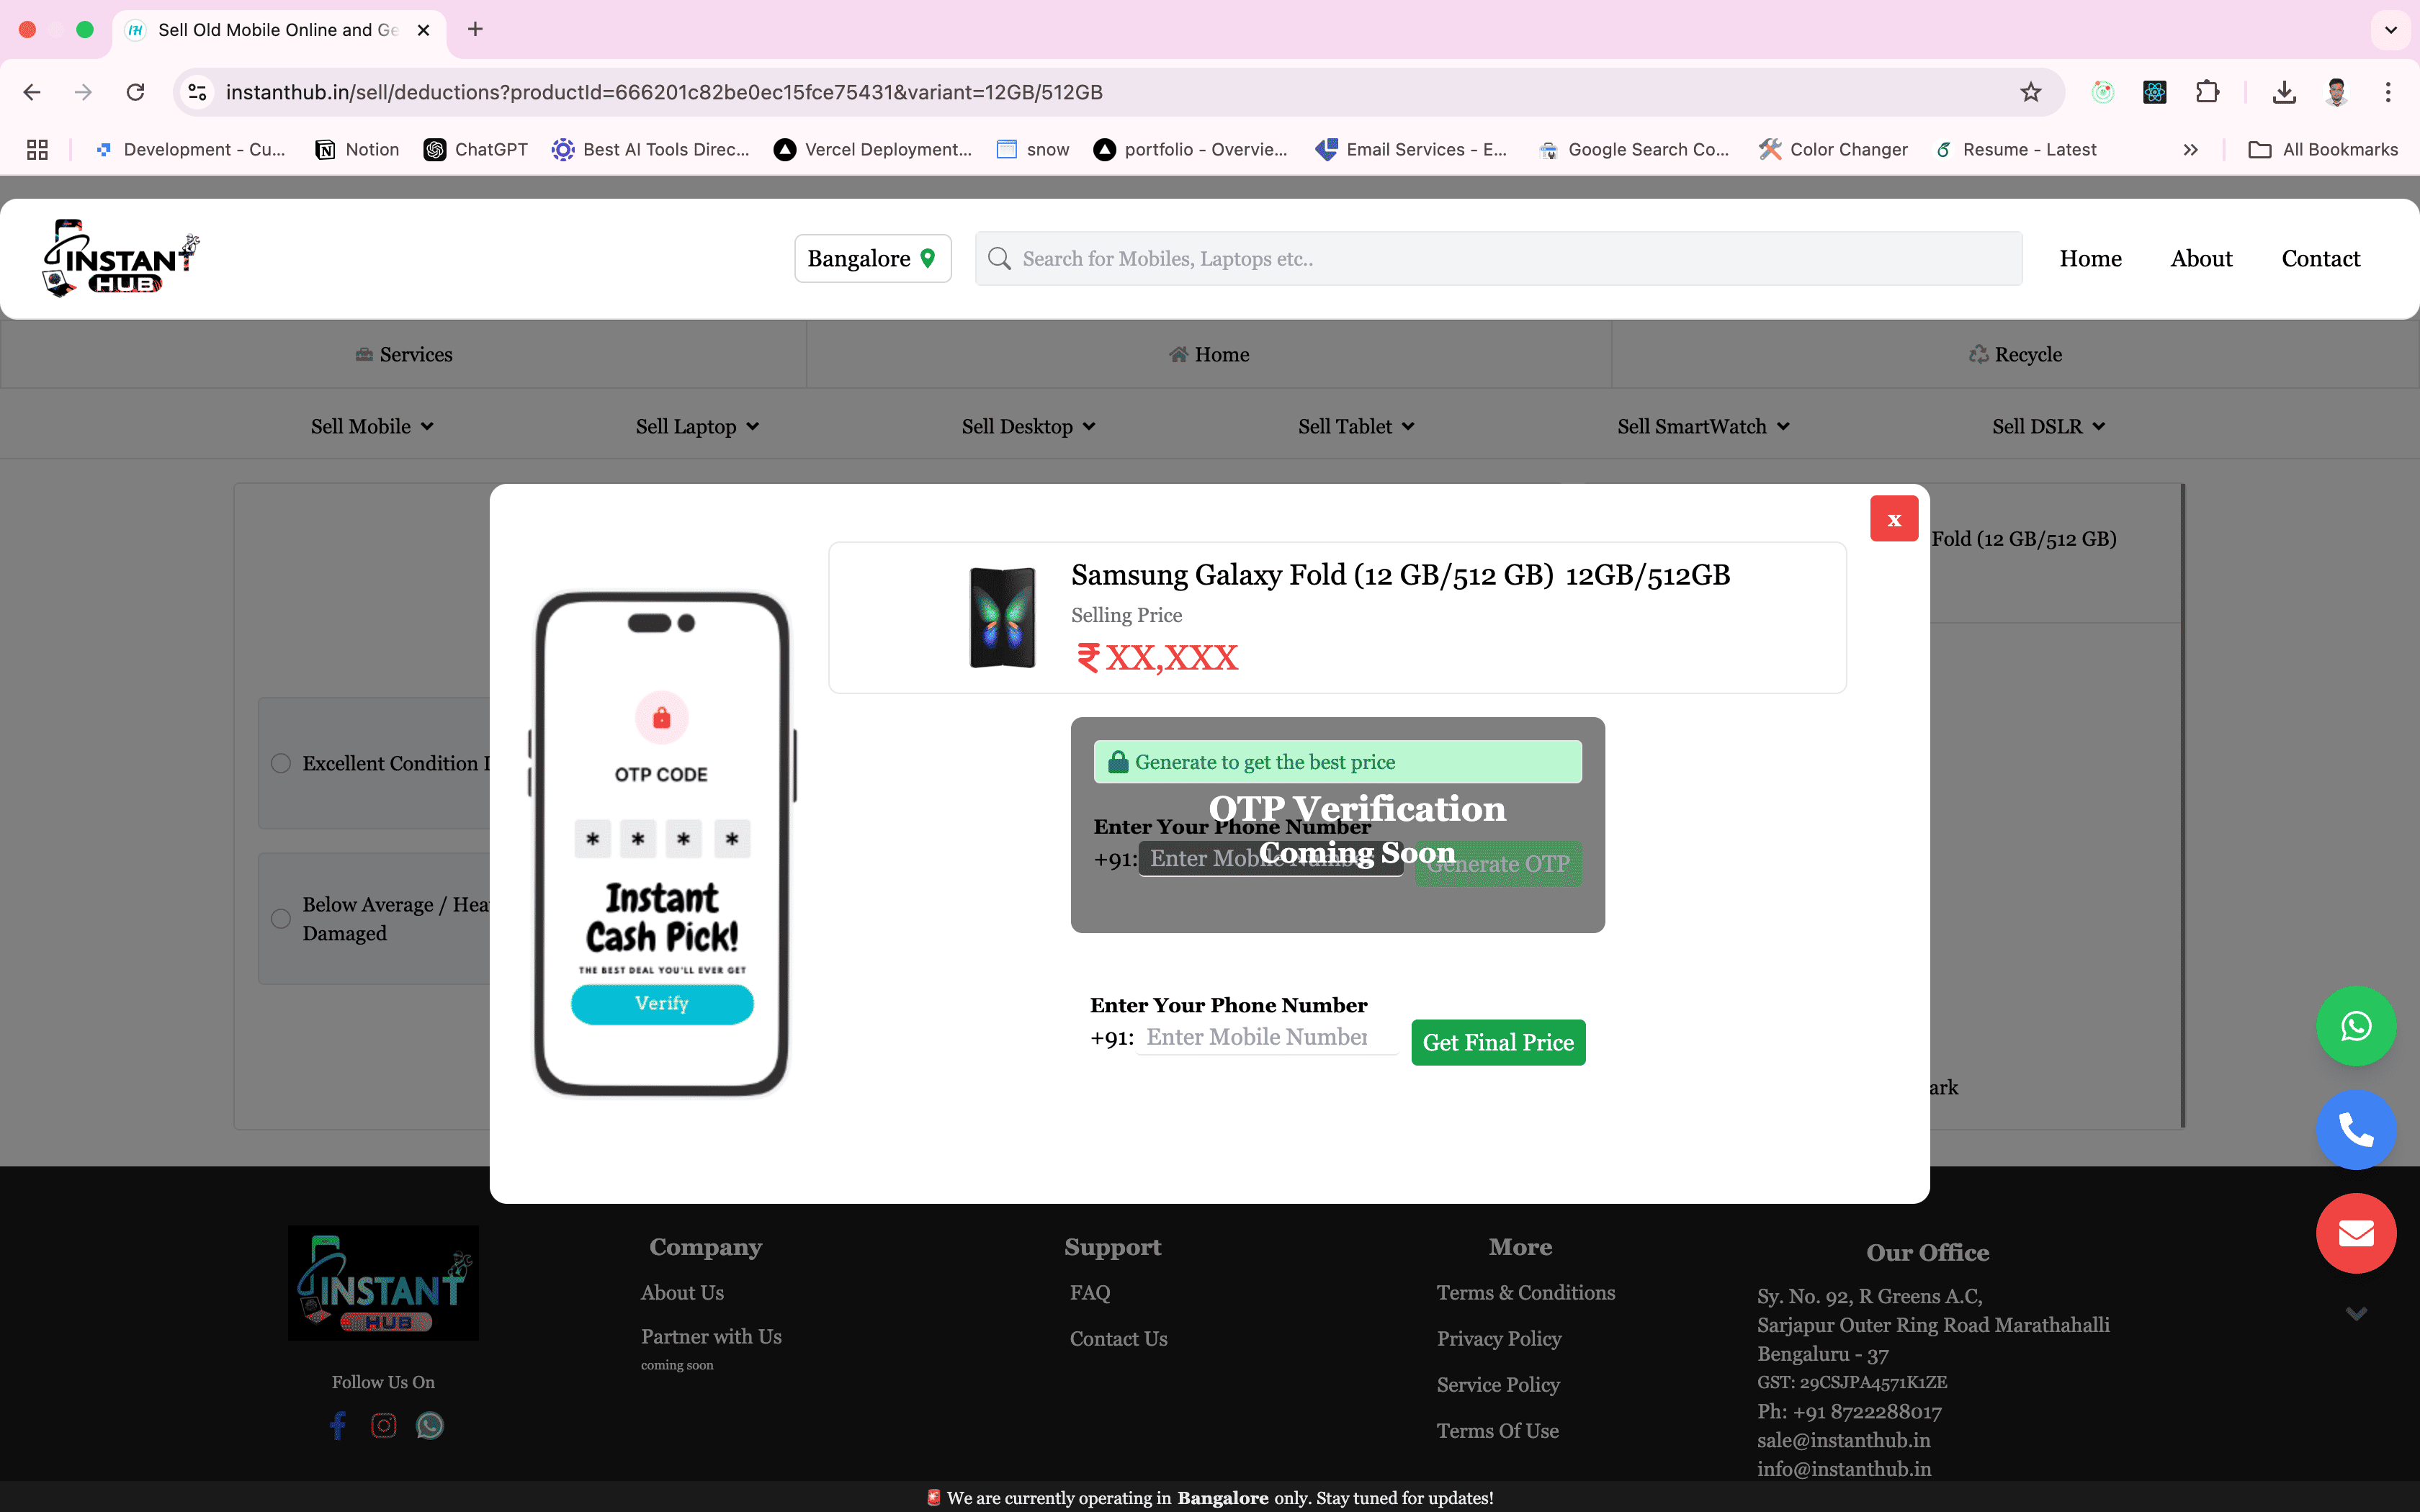 Sell Old Mobile Online and Ge
instanthub.in/sell/deductions?productId=666201c82be0ec15fce75431&variant=12GB/512GB
Development - Cu...
Notion
ChatGPT
Best AI Tools Direc...
Vercel Deployment...
snow
portfolio - Overvie...
Email Services - E...
Google Search Co...
Color Changer
Resume - Latest
All Bookmarks
INSTANT
HUB
Bangalore
Search for Mobiles, Laptops etc..
Home
About
Contact
Services
Home
Recycle
Sell Mobile
Sell Laptop
Sell Desktop
Sell Tablet
Sell SmartWatch
Sell DSLR
x
Fold (12 GB/512 GB)
Samsung Galaxy Fold (12 GB/512 GB) 12GB/512GB
Selling Price
₹ XX,XXX
OTP CODE
* * * *
Instant
Cash Pick!
THE BEST DEAL YOU'LL EVER GET
Verify
Excellent Condition
Below Average /
Damaged
Generate to get the best price
OTP Verification
Coming Soon
Enter Your Phone Number
+91: Enter Mobile Number
Generate OTP
Enter Your Phone Number
+91: Enter Mobile Number
Get Final Price
ark
INSTANT
HUB
Follow Us On
Company
About Us
Partner with Us
coming soon
Support
FAQ
Contact Us
More
Terms & Conditions
Privacy Policy
Service Policy
Terms Of Use
Our Office
Sy. No. 92, R Greens A.C,
Sarjapur Outer Ring Road Marathahalli
Bengaluru - 37
GST: 29CSJPA4571K1ZE
Ph: +91 8722288017
sale@instanthub.in
info@instanthub.in
We are currently operating in Bangalore only. Stay tuned for updates!